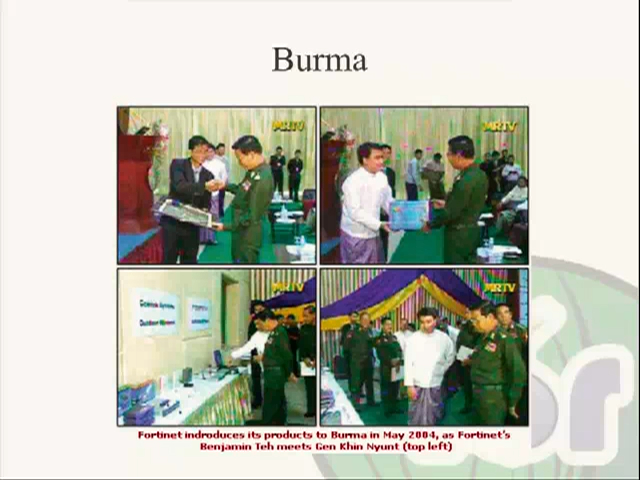 Burma
MRTV
MRTV
MRTV
MRTV
Fortinet indroduces its products to Burma in May 2004, as Fortinet's
Benjamin Teh meets Gen Khin Nyunt (top left)